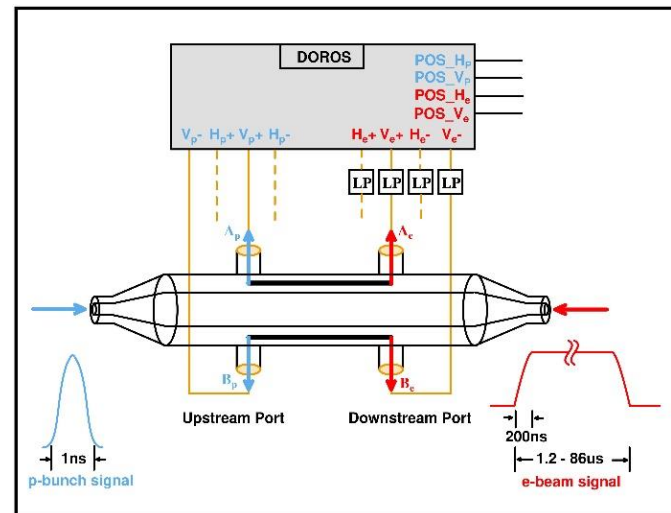 DOROS
POS_Hp
POS_Vp
POS_He
POS_Ve
Vp- Hp+ Vp+ Hp-
He+ Ve+ He- Ve-
LP LP LP LP
Ap
Ae
Bp
Be
Upstream Port
Downstream Port
1ns
p-bunch signal
200ns
1.2 - 86us
e-beam signal